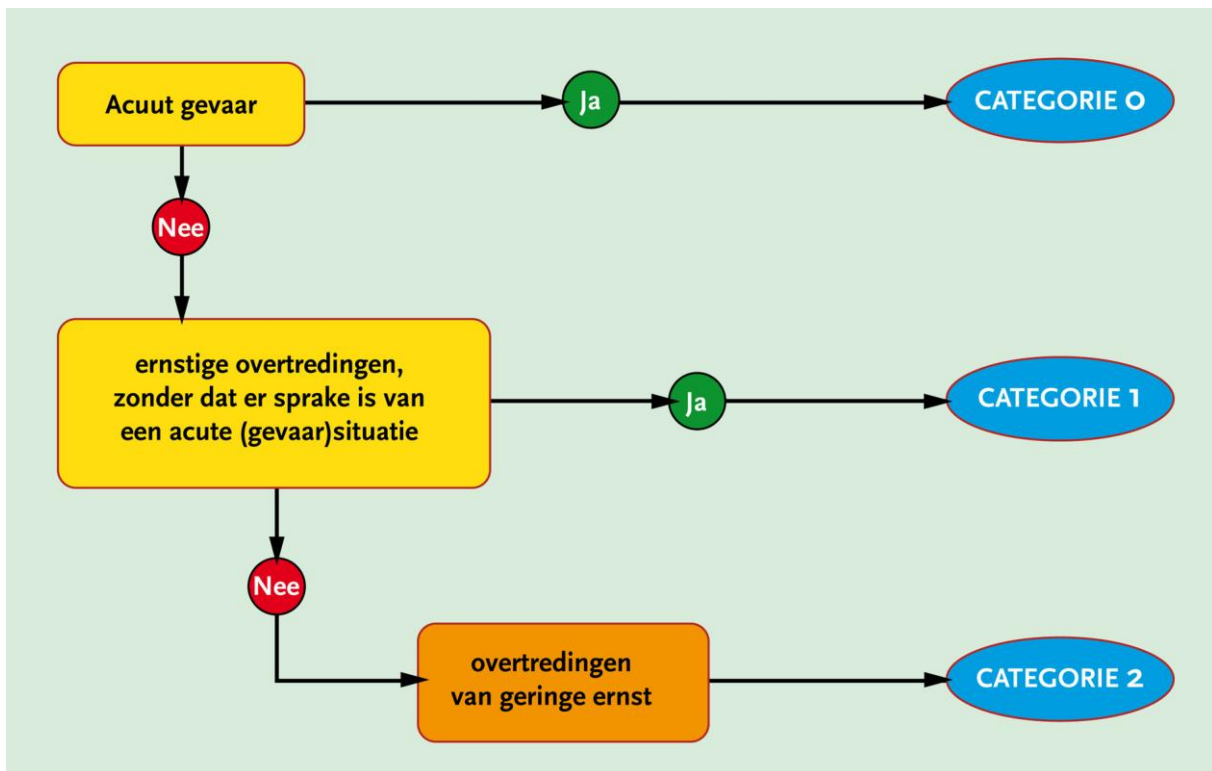 Acuut gevaar
Ja
CATEGORIE 0
Nee
ernstige overtredingen,
zonder dat er sprake is van
een acute (gevaar)situatie
Ja
CATEGORIE 1
Nee
overtredingen
van geringe ernst
CATEGORIE 2